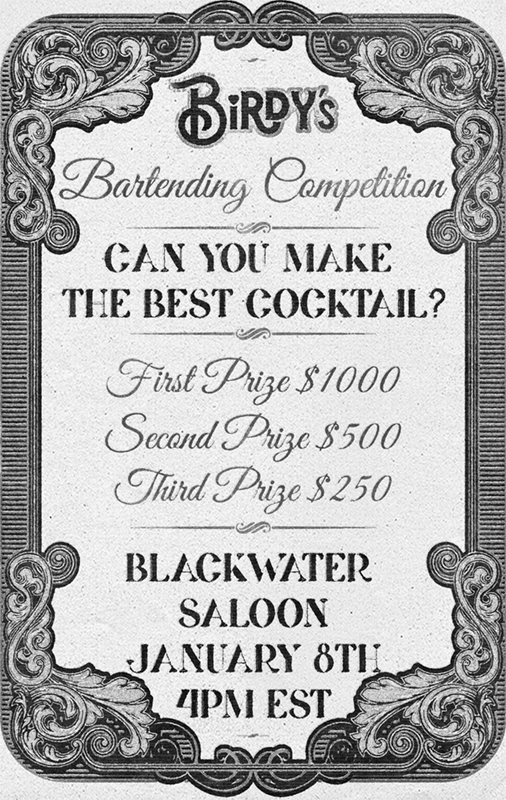 BiRDY's
Bartending Competition
CAN YOU MAKE
THE BEST COCKTAIL?
First Prize $1000
Second Prize $500
Third Prize $250
BLACKWATER
SALOON
JANUARY 8TH
4PM EST